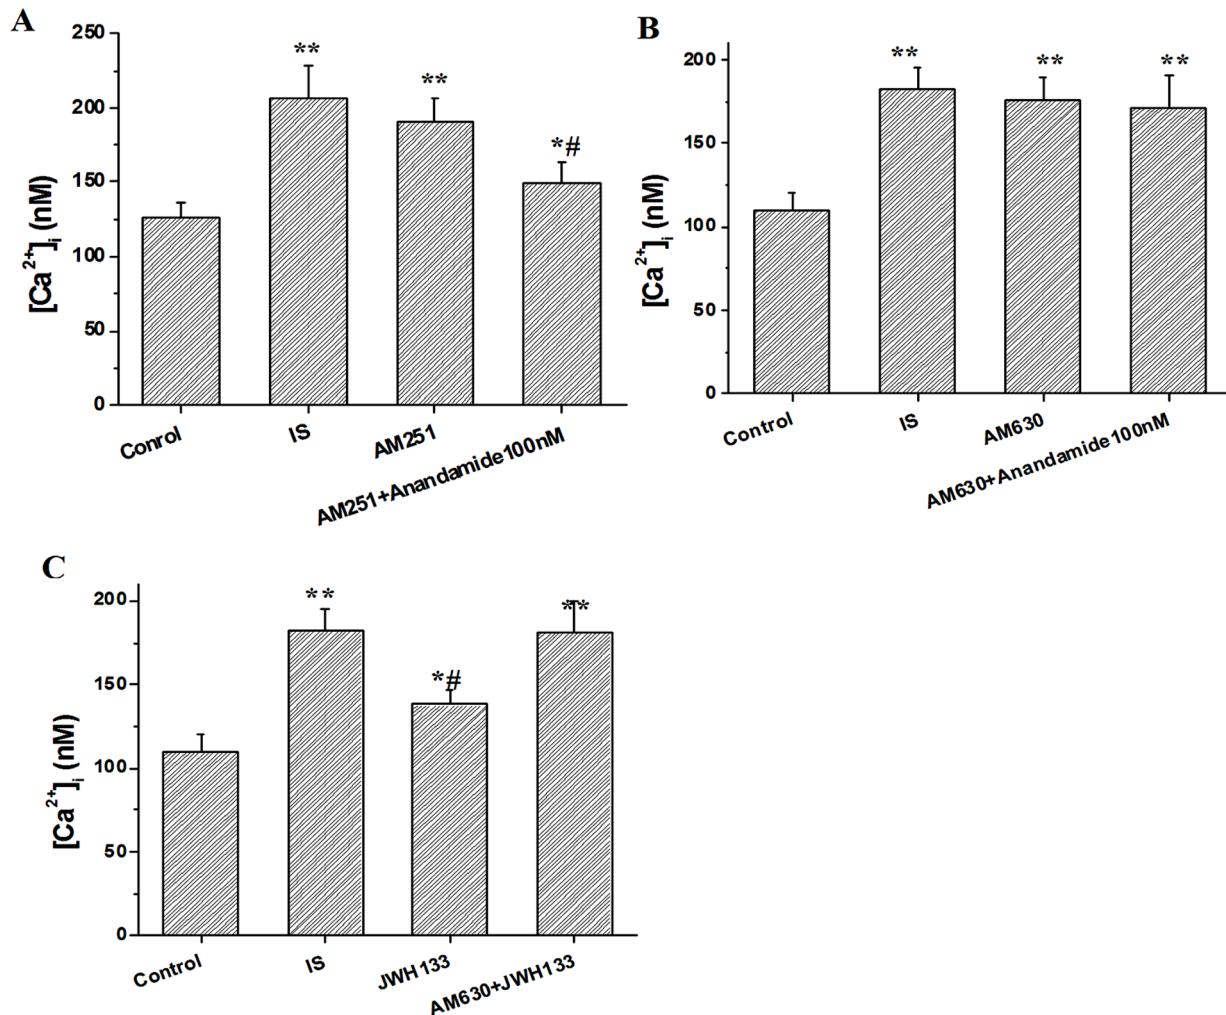 A
250
200
150
100
50
0
[Ca²⁺]ᵢ (nM)
**
**
*#
Conrol
IS
AM251
AM251+Anandamide100nM
B
200
150
100
50
0
[Ca²⁺]ᵢ (nM)
**
**
**
Control
IS
AM630
AM630+Anandamide100nM
C
200
150
100
50
0
[Ca²⁺]ᵢ (nM)
**
*#
**
Control
IS
JWH133
AM630+JWH133